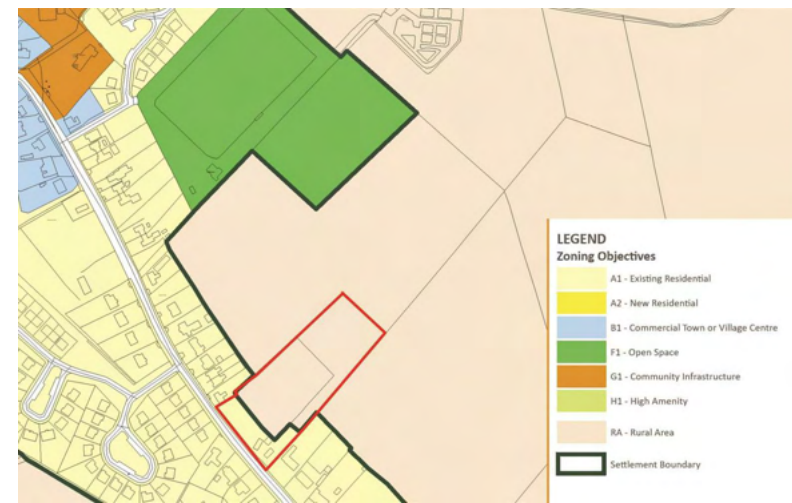 LEGEND
Zoning Objectives
A1 - Existing Residential
A2 - New Residential
B1 - Commercial Town or Village Centre
F1 - Open Space
G1 - Community Infrastructure
H1 - High Amenity
RA - Rural Area
Settlement Boundary